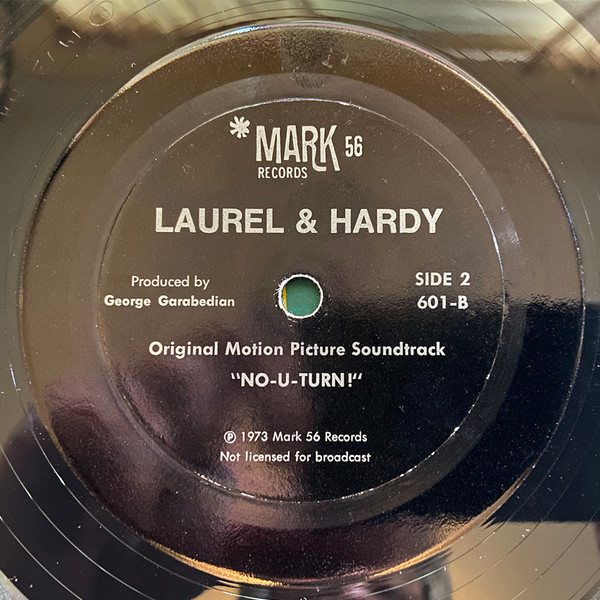 *MARK 56
RECORDS
LAUREL & HARDY
Produced by
George Garabedian
SIDE 2
601-B
Original Motion Picture Soundtrack
"NO-U-TURN!"
℗ 1973 Mark 56 Records
Not licensed for broadcast